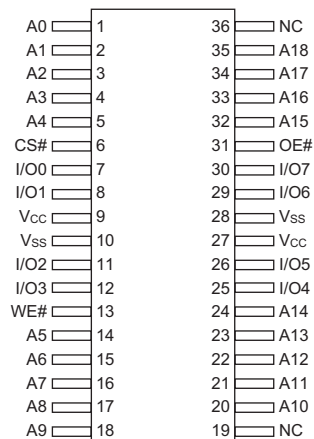 A0 1 36 NC
A1 2 35 A18
A2 3 34 A17
A3 4 33 A16
A4 5 32 A15
CS# 6 31 OE#
I/O0 7 30 I/O7
I/O1 8 29 I/O6
VCC 9 28 VSS
VSS 10 27 VCC
I/O2 11 26 I/O5
I/O3 12 25 I/O4
WE# 13 24 A14
A5 14 23 A13
A6 15 22 A12
A7 16 21 A11
A8 17 20 A10
A9 18 19 NC